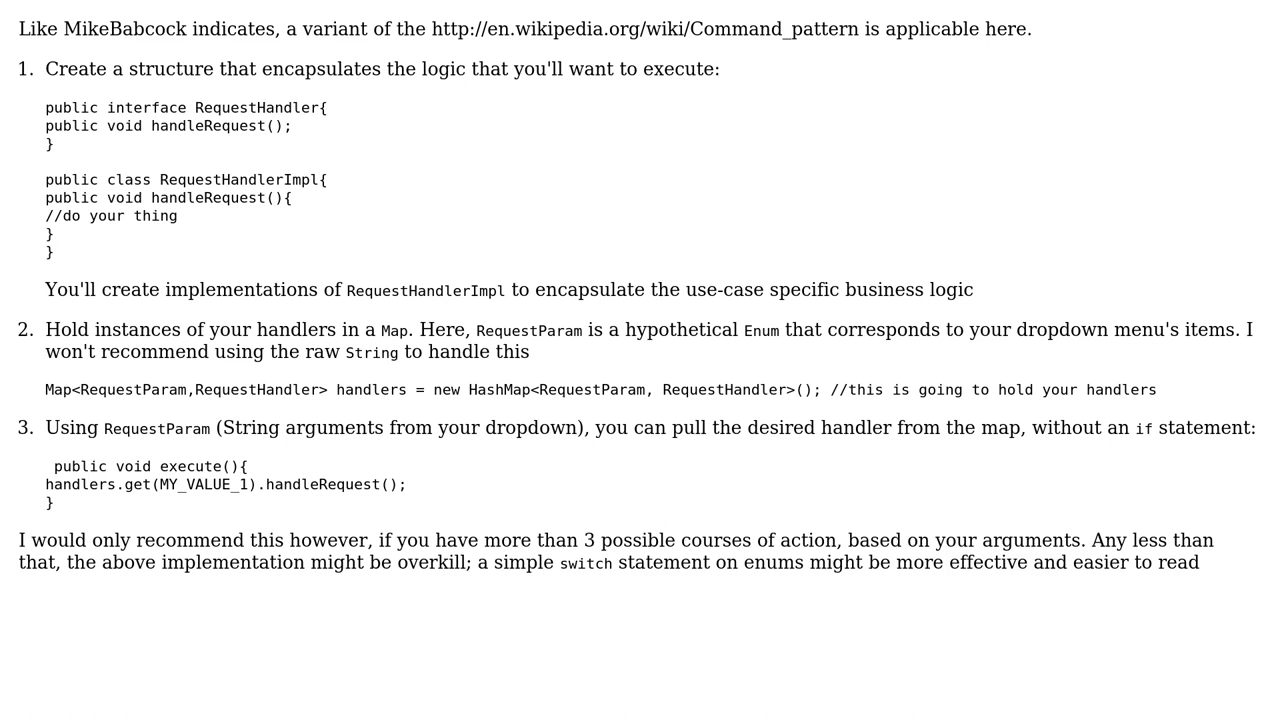 Like MikeBabcock indicates, a variant of the http://en.wikipedia.org/wiki/Command_pattern is applicable here.
1. Create a structure that encapsulates the logic that you'll want to execute:
public interface RequestHandler{
public void handleRequest();
}
public class RequestHandlerImpl{
public void handleRequest(){
//do your thing
}
}
You'll create implementations of RequestHandlerImpl to encapsulate the use-case specific business logic
2. Hold instances of your handlers in a Map. Here, RequestParam is a hypothetical Enum that corresponds to your dropdown menu's items. I
won't recommend using the raw String to handle this
Map<RequestParam,RequestHandler> handlers = new HashMap<RequestParam, RequestHandler>(); //this is going to hold your handlers
3. Using RequestParam (String arguments from your dropdown), you can pull the desired handler from the map, without an if statement:
public void execute(){
handlers.get(MY_VALUE_1).handleRequest();
}
I would only recommend this however, if you have more than 3 possible courses of action, based on your arguments. Any less than
that, the above implementation might be overkill; a simple switch statement on enums might be more effective and easier to read